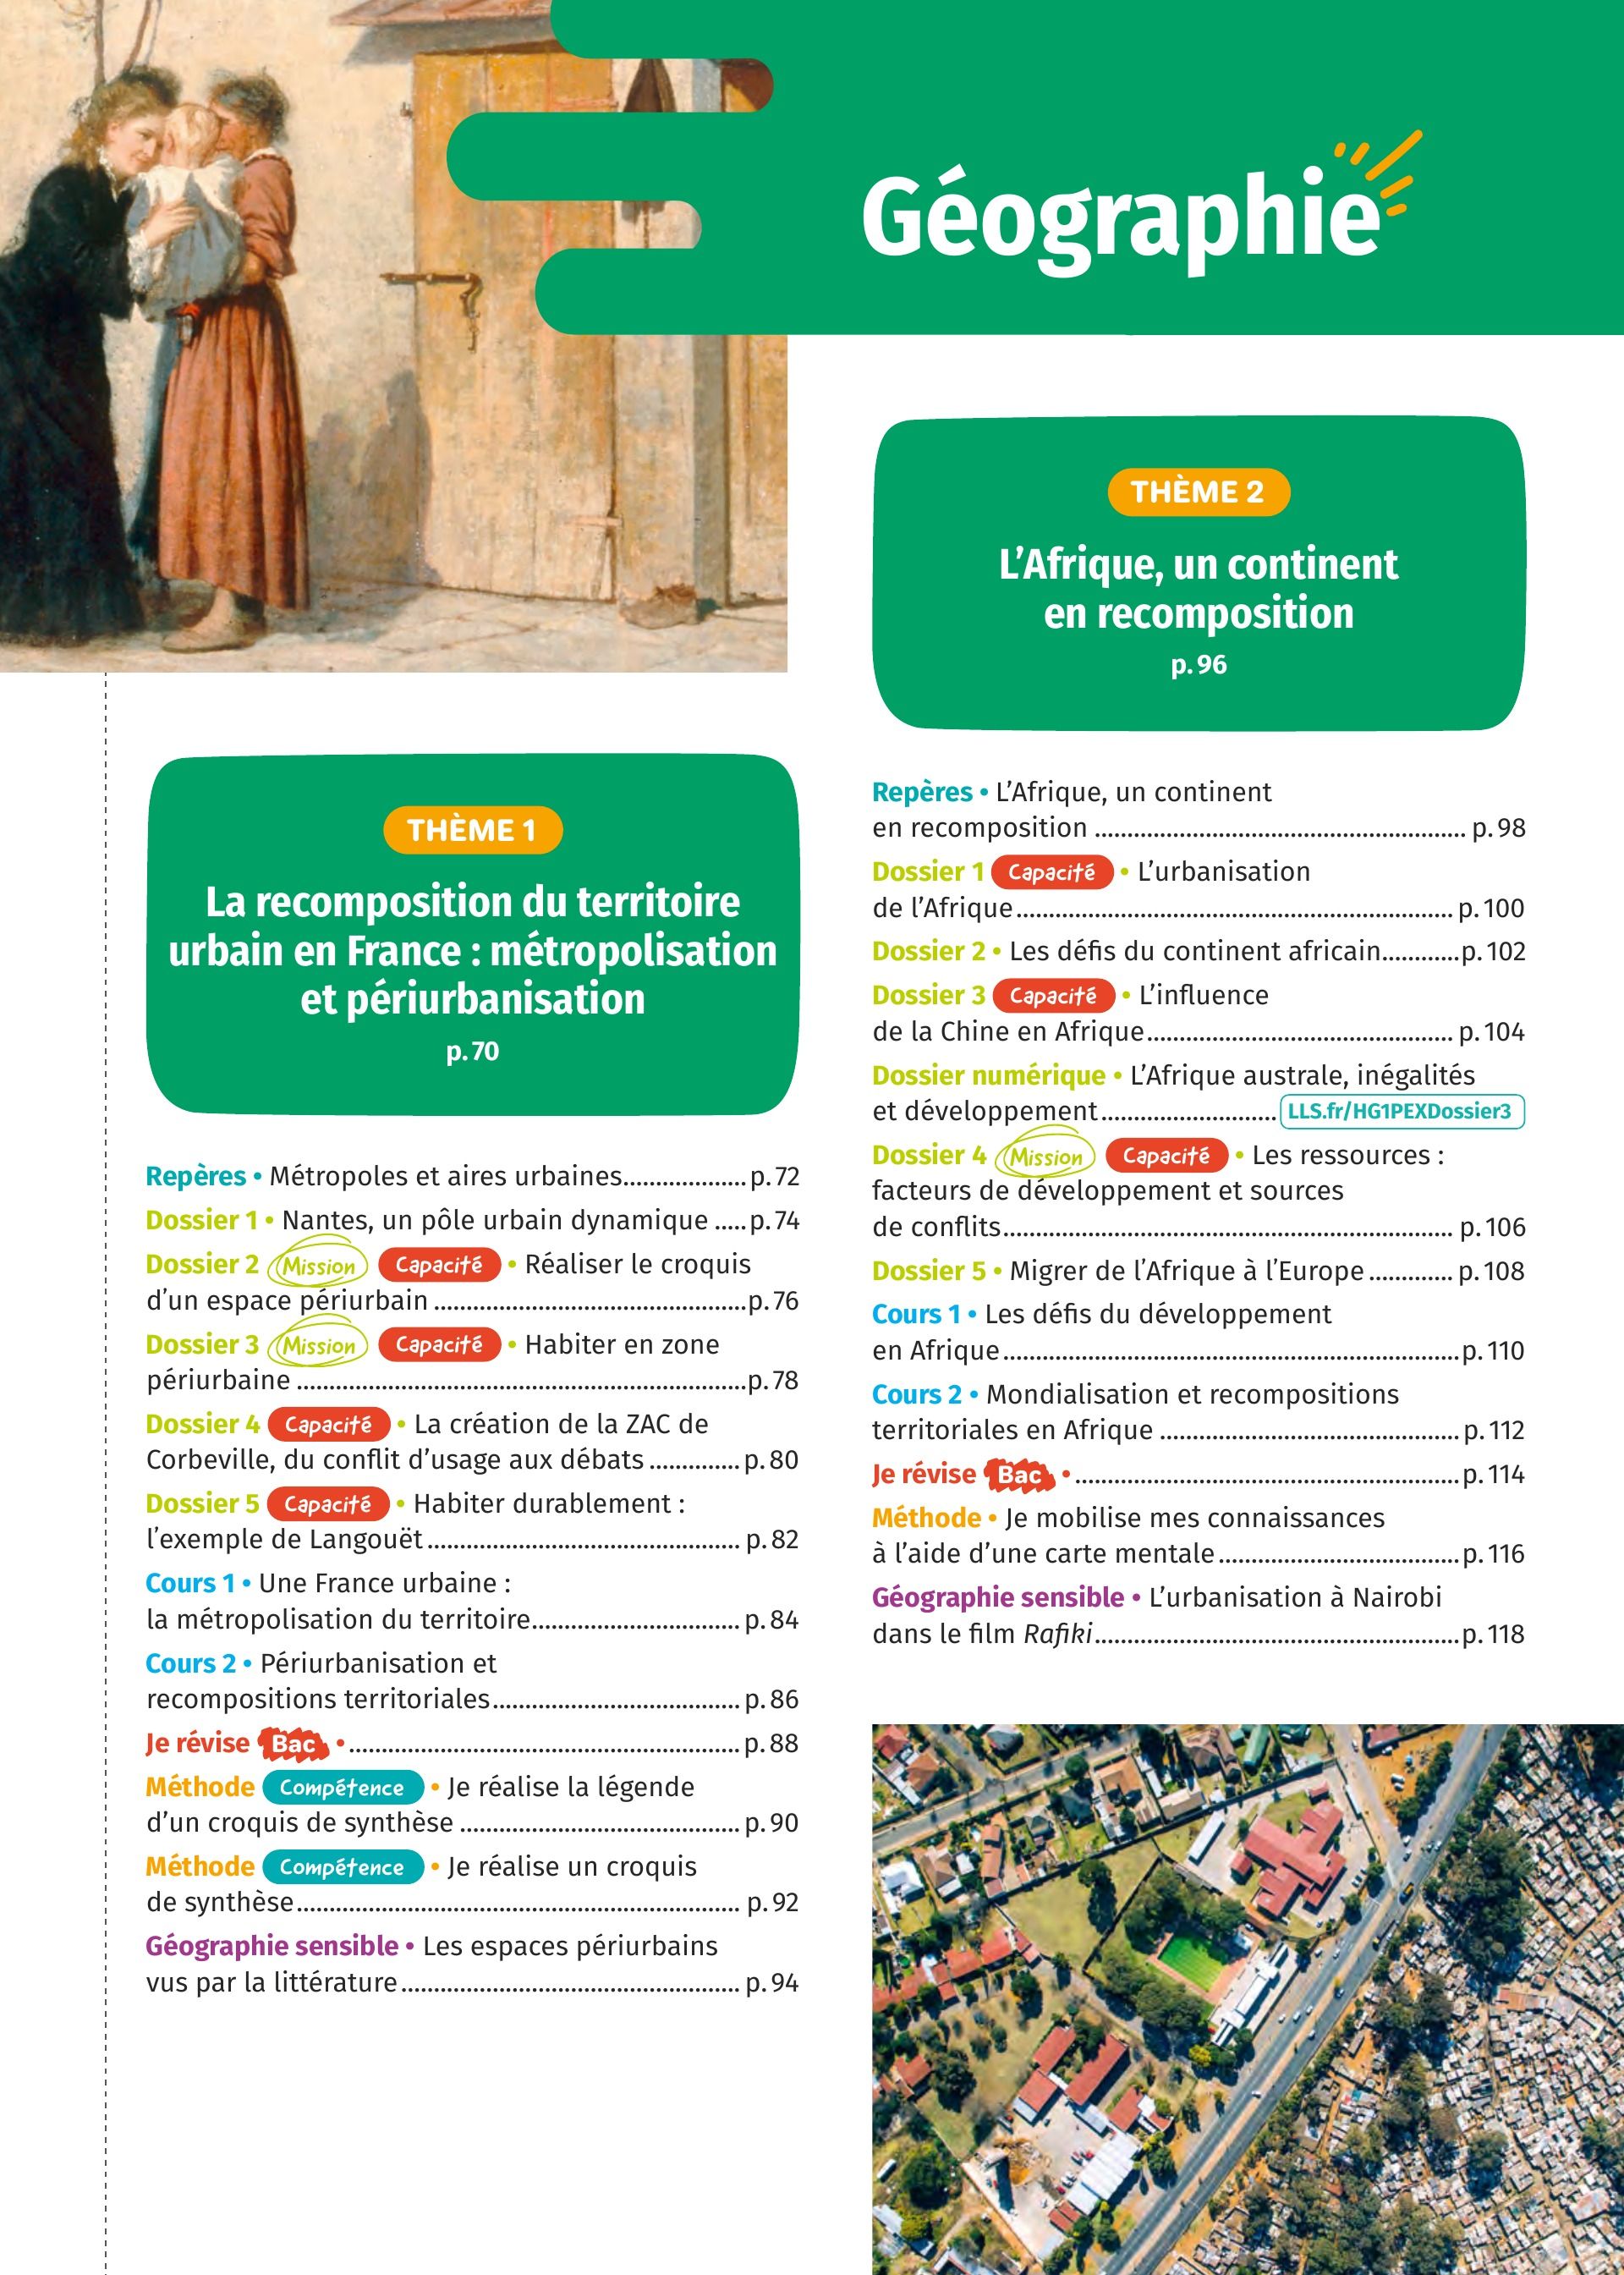 Géographie
THÈME 1
La recomposition du territoire
urbain en France : métropolisation
et périurbanisation
p. 70
Repères • Métropoles et aires urbaines...................p. 72
Dossier 1 • Nantes, un pôle urbain dynamique .....p. 74
Dossier 2 Mission Capacité • Réaliser le croquis
d'un espace périurbain ................................................p. 76
Dossier 3 Mission Capacité • Habiter en zone
périurbaine .....................................................................p. 78
Dossier 4 Capacité • La création de la ZAC de
Corbeville, du conflit d'usage aux débats ..............p. 80
Dossier 5 Capacité • Habiter durablement :
l'exemple de Langouët................................................ p. 82
Cours 1 • Une France urbaine :
la métropolisation du territoire................................ p. 84
Cours 2 • Périurbanisation et
recompositions territoriales...................................... p. 86
Je révise Bac •............................................................ p. 88
Méthode Compétence • Je réalise la légende
d'un croquis de synthèse ........................................... p. 90
Méthode Compétence • Je réalise un croquis
de synthèse.................................................................... p. 92
Géographie sensible • Les espaces périurbains
vus par la littérature.................................................... p. 94
THÈME 2
L'Afrique, un continent
en recomposition
p. 96
Repères • L'Afrique, un continent
en recomposition ......................................................... p. 98
Dossier 1 Capacité • L'urbanisation
de l'Afrique................................................................... p. 100
Dossier 2 • Les défis du continent africain............p. 102
Dossier 3 Capacité • L'influence
de la Chine en Afrique............................................... p. 104
Dossier numérique • L'Afrique australe, inégalités
et développement........................... LLS.fr/HG1PEXDossier3
Dossier 4 Mission Capacité • Les ressources :
facteurs de développement et sources
de conflits..................................................................... p. 106
Dossier 5 • Migrer de l'Afrique à l'Europe ............. p. 108
Cours 1 • Les défis du développement
en Afrique......................................................................p. 110
Cours 2 • Mondialisation et recompositions
territoriales en Afrique ..............................................p. 112
Je révise Bac •...........................................................p. 114
Méthode • Je mobilise mes connaissances
à l'aide d'une carte mentale.....................................p. 116
Géographie sensible • L'urbanisation à Nairobi
dans le film Rafiki........................................................p. 118